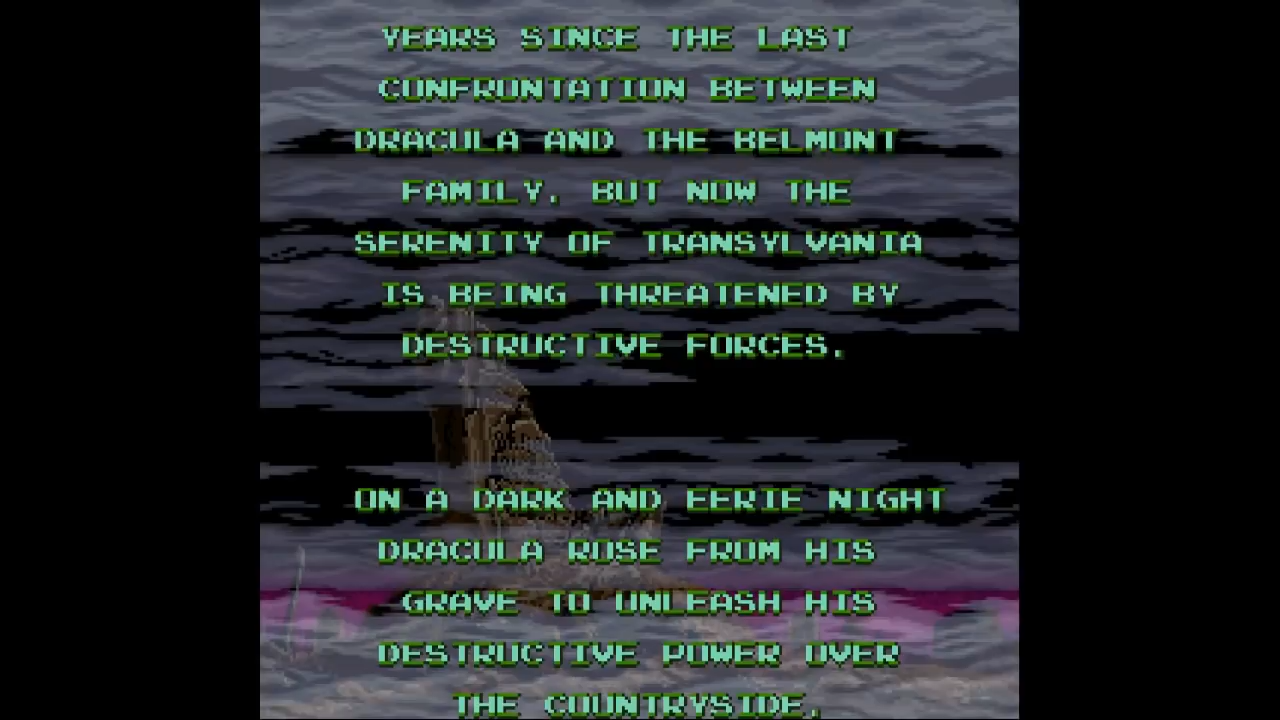 YEARS SINCE THE LAST
CONFRONTATION BETWEEN
DRACULA AND THE BELMONT
FAMILY. BUT NOW THE
SERENITY OF TRANSYLVANIA
IS BEING THREATENED BY
DESTRUCTIVE FORCES.
ON A DARK AND EERIE NIGHT
DRACULA ROSE FROM HIS
GRAVE TO UNLEASH HIS
DESTRUCTIVE POWER OVER
THE COUNTRYSIDE.